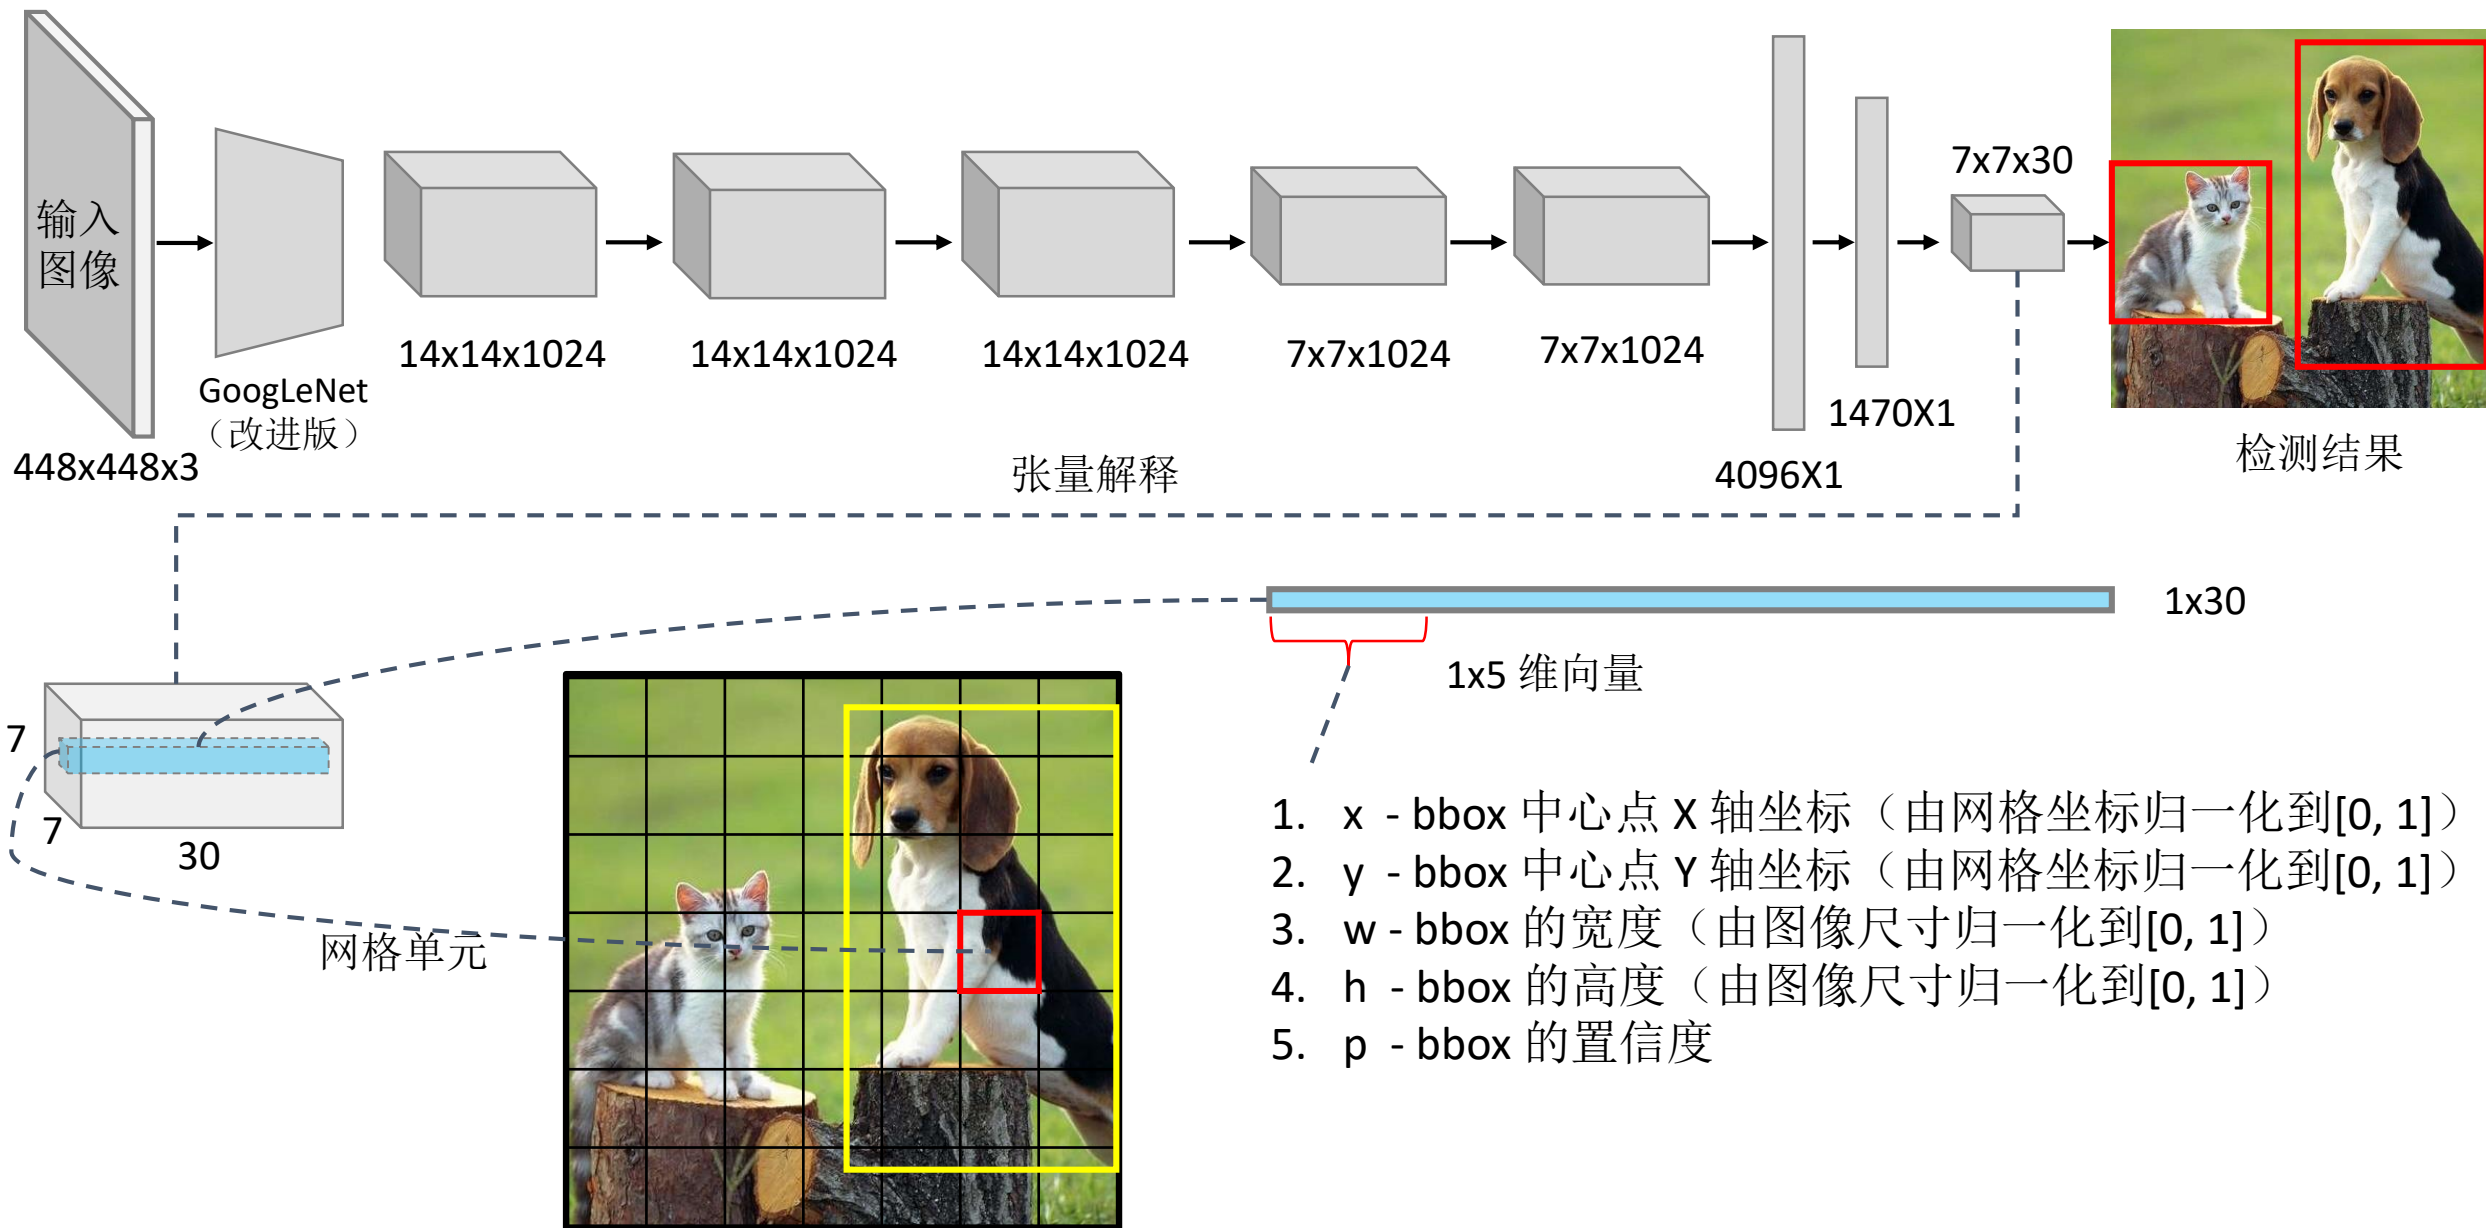 输入
图像
448x448x3
GoogLeNet
（改进版）
14x14x1024
14x14x1024
14x14x1024
7x7x1024
7x7x1024
4096X1
1470X1
7x7x30
检测结果
张量解释
7
7
30
网格单元
1x30
1x5 维向量
1. x - bbox 中心点 X 轴坐标（由网格坐标归一化到[0, 1]）
2. y - bbox 中心点 Y 轴坐标（由网格坐标归一化到[0, 1]）
3. w - bbox 的宽度（由图像尺寸归一化到[0, 1]）
4. h - bbox 的高度（由图像尺寸归一化到[0, 1]）
5. p - bbox 的置信度